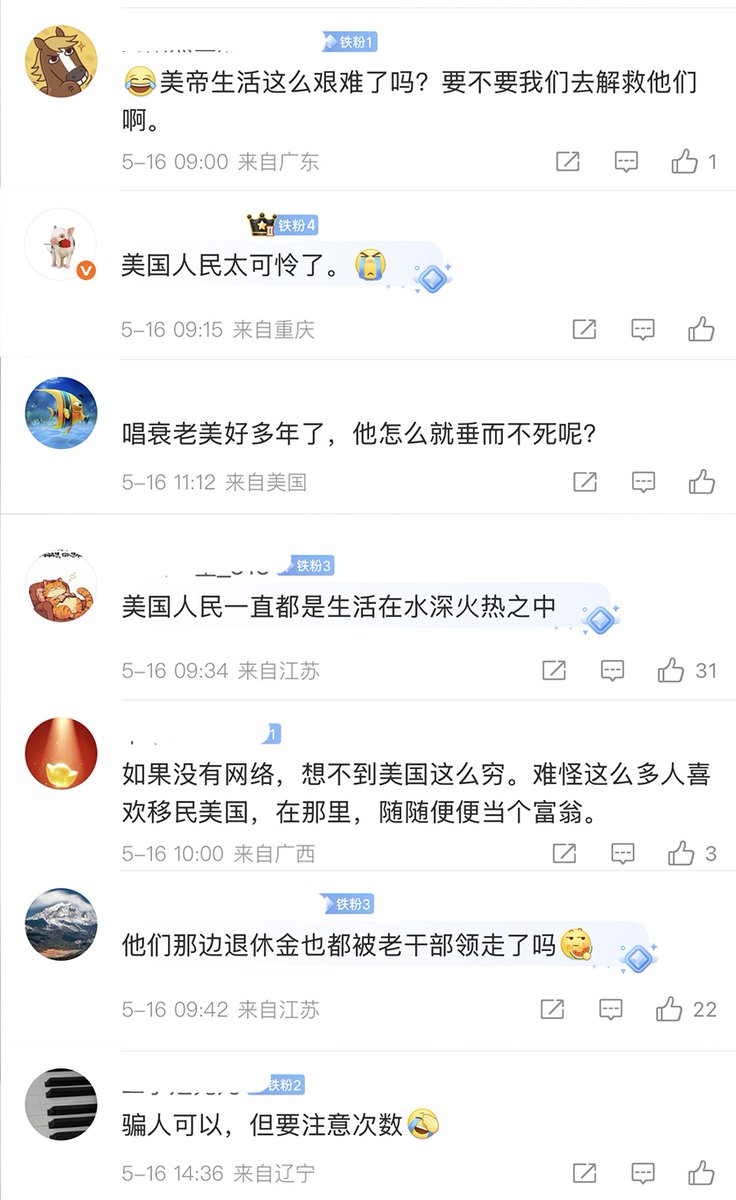 铁粉1
美帝生活这么艰难了吗？要不要我们去解救他们
啊。
5-16 09:00 来自广东
1
铁粉4
美国人民太可怜了。
5-16 09:15 来自重庆
唱衰老美好多年了，他怎么就垂而不死呢？
5-16 11:12 来自美国
铁粉3
美国人民一直都是生活在水深火热之中
5-16 09:34 来自江苏
31
1
如果没有网络，想不到美国这么穷。难怪这么多人喜
欢移民美国，在那里，随随便便当个富翁。
5-16 10:00 来自广西
3
铁粉3
他们那边退休金也都被老干部领走了吗
5-16 09:42 来自江苏
22
铁粉2
骗人可以，但要注意次数
5-16 14:36 来自辽宁